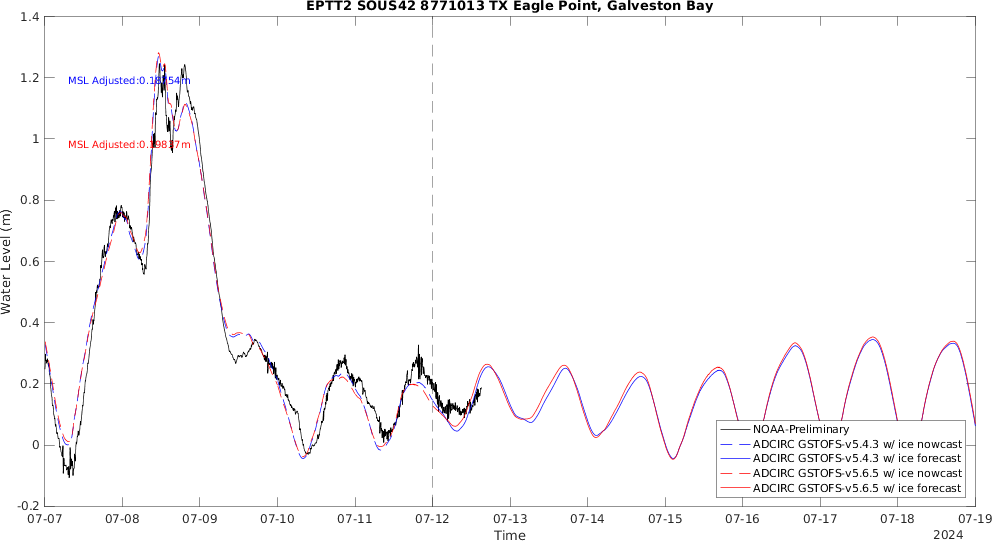 EPTT2 SOUS42 8771013 TX Eagle Point, Galveston Bay
1.4
1.2
1
0.8
0.6
0.4
0.2
0
-0.2
Water Level (m)
MSL Adjusted:
MSL Adjusted:
NOAA-Preliminary
ADCIRC GSTOFS-v5.4.3 w/ ice nowcast
ADCIRC GSTOFS-v5.4.3 w/ ice forecast
ADCIRC GSTOFS-v5.6.5 w/ ice nowcast
ADCIRC GSTOFS-v5.6.5 w/ ice forecast
07-07 07-08 07-09 07-10 07-11 07-12 07-13 07-14 07-15 07-16 07-17 07-18 07-19
Time
2024